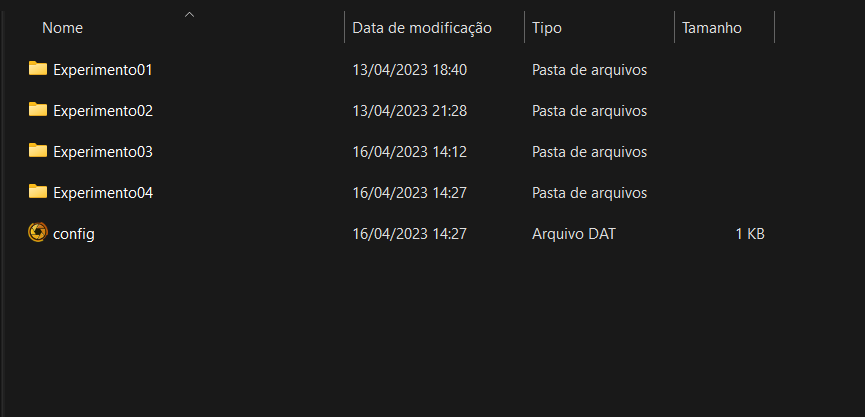 Nome Data de modificação Tipo Tamanho
Experimento01 13/04/2023 18:40 Pasta de arquivos
Experimento02 13/04/2023 21:28 Pasta de arquivos
Experimento03 16/04/2023 14:12 Pasta de arquivos
Experimento04 16/04/2023 14:27 Pasta de arquivos
config 16/04/2023 14:27 Arquivo DAT 1 KB